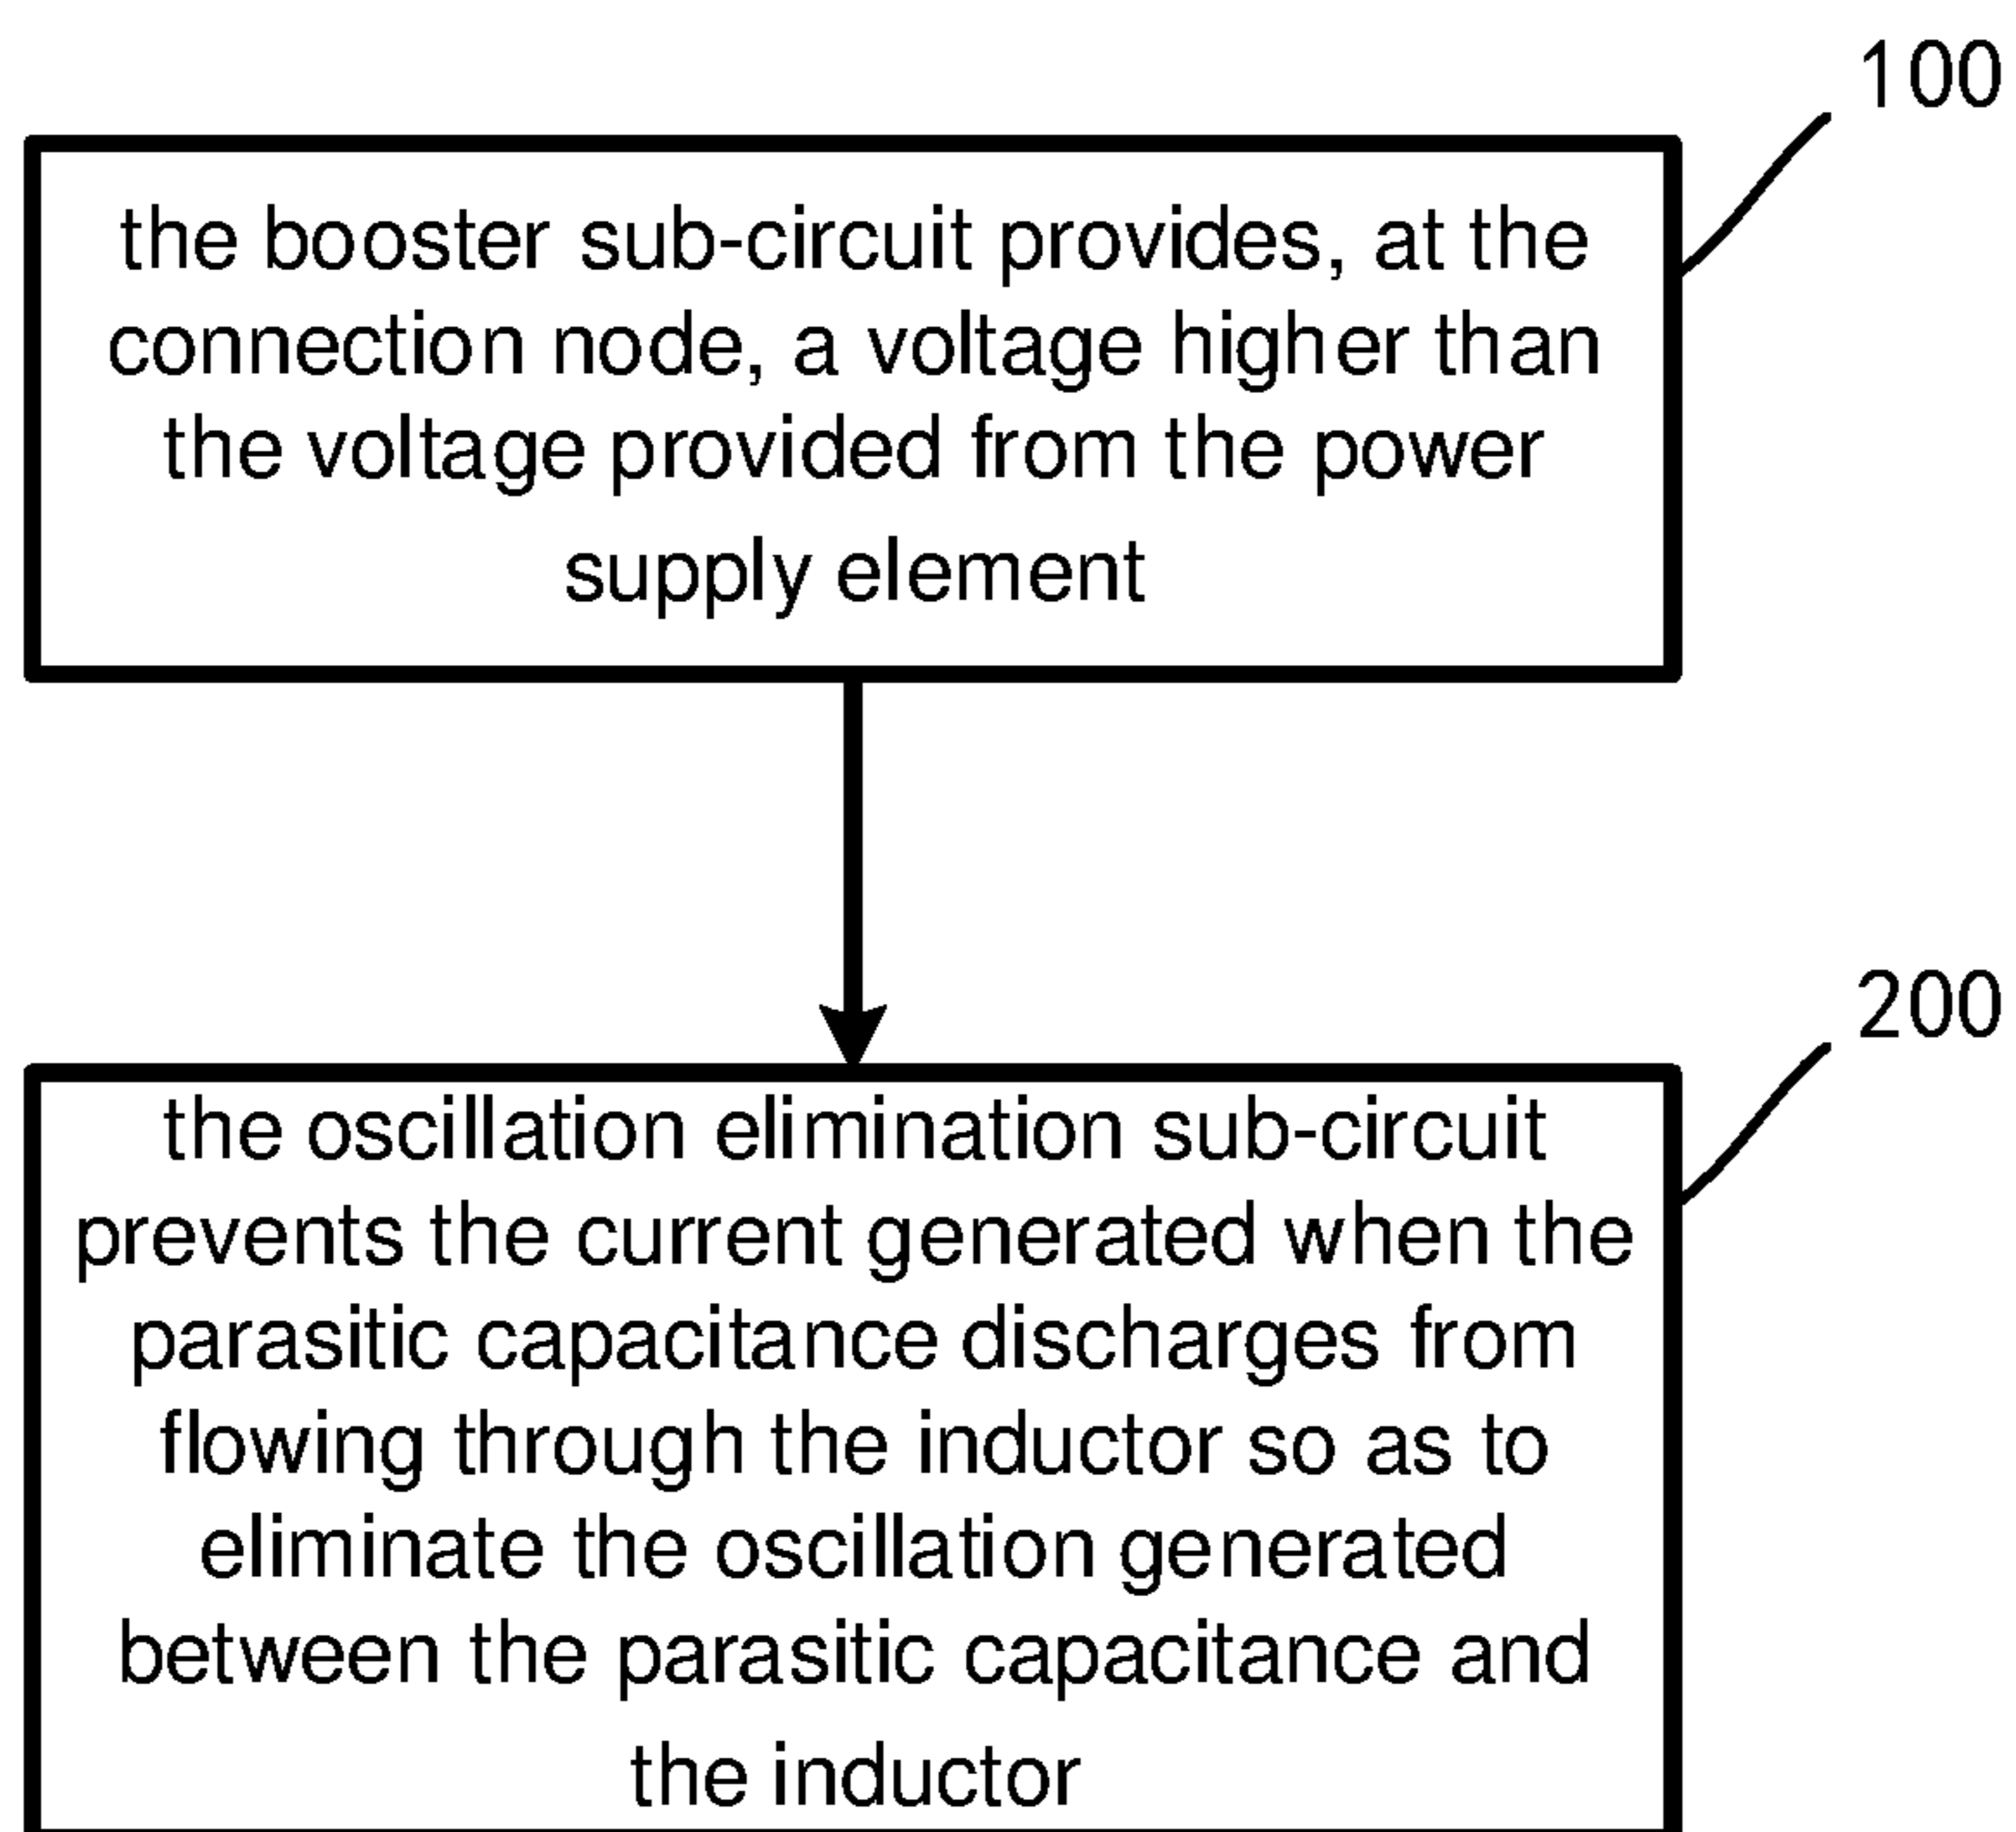 100
the booster sub-circuit provides, at the
connection node, a voltage higher than
the voltage provided from the power
supply element
200
the oscillation elimination sub-circuit
prevents the current generated when the
parasitic capacitance discharges from
flowing through the inductor so as to
eliminate the oscillation generated
between the parasitic capacitance and
the inductor